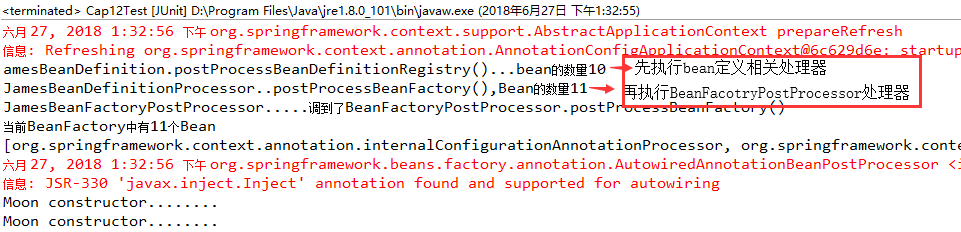 <terminated> Cap12Test [JUnit] D:\Program Files\Java\jre1.8.0_101\bin\javaw.exe (2018年6月27日 下午1:32:55)
六月 27, 2018 1:32:56 下午 org.springframework.context.support.AbstractApplicationContext prepareRefresh
信息: Refreshing org.springframework.context.annotation.AnnotationConfigApplicationContext@6c629d6e: startup
amesBeanDefinition.postProcessBeanDefinitionRegistry()...bean的数量10 先执行bean定义相关处理器
JamesBeanDefinitionProcessor..postProcessBeanFactory(),Bean的数量11 再执行BeanFacotryPostProcessor处理器
JamesBeanFactoryPostProcessor.....调到了BeanFactoryPostProcessor.postProcessBeanFactory()
当前BeanFactory中有11个Bean
[org.springframework.context.annotation.internalConfigurationAnnotationProcessor, org.springframework.conte
六月 27, 2018 1:32:56 下午 org.springframework.beans.factory.annotation.AutowiredAnnotationBeanPostProcessor <i
信息: JSR-330 'javax.inject.Inject' annotation found and supported for autowiring
Moon constructor........
Moon constructor........